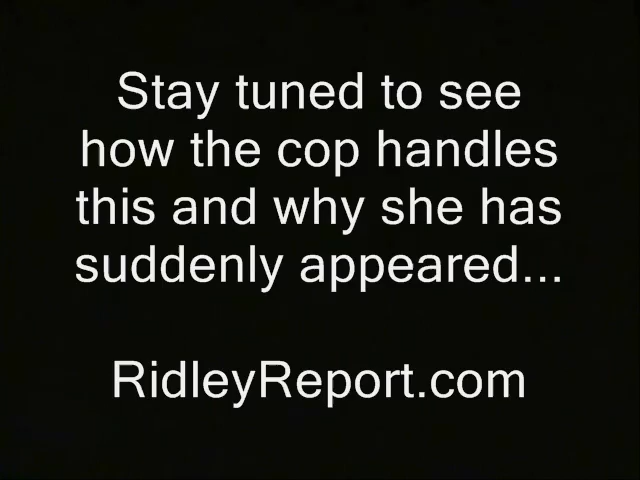 Stay tuned to see
how the cop handles
this and why she has
suddenly appeared...
RidleyReport.com